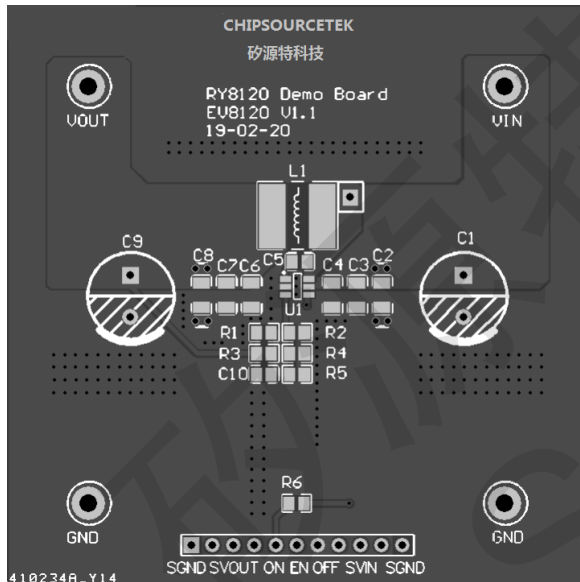 CHIPSOURCETEK
矽源特科技
RY8120 Demo Board
EV8120 V1.1
19-02-20
VOUT
VIN
L1
C9
C8
C7
C6
C5
C4
C3
C2
C1
U1
R1
R2
R3
R4
C10
R5
R6
GND
GND
SGND SVOUT ON EN OFF SVIN SGND
410234A_Y14